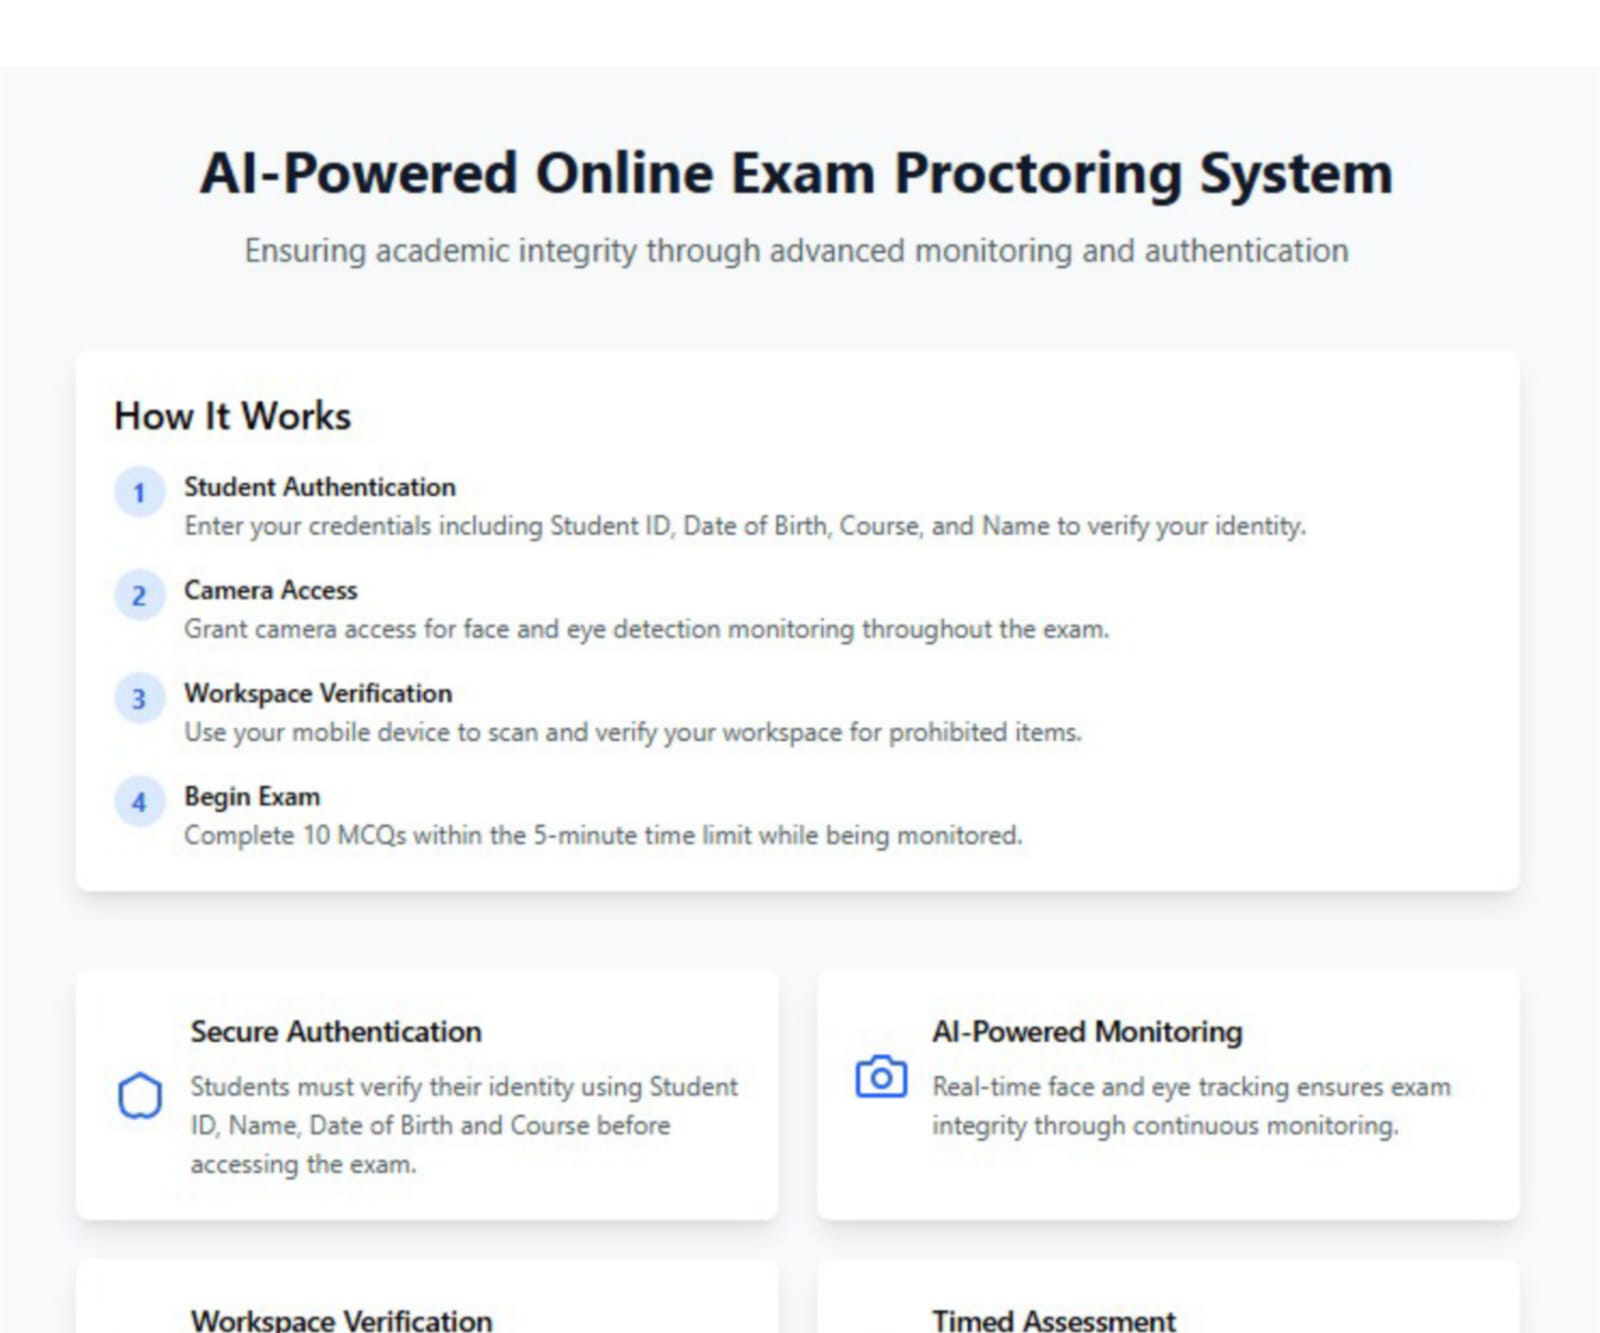 AI-Powered Online Exam Proctoring System
Ensuring academic integrity through advanced monitoring and authentication
How It Works
1
Student Authentication
Enter your credentials including Student ID, Date of Birth, Course, and Name to verify your identity.
2
Camera Access
Grant camera access for face and eye detection monitoring throughout the exam.
3
Workspace Verification
Use your mobile device to scan and verify your workspace for prohibited items.
4
Begin Exam
Complete 10 MCQs within the 5-minute time limit while being monitored.
Secure Authentication
Students must verify their identity using Student
ID, Name, Date of Birth and Course before
accessing the exam.
AI-Powered Monitoring
Real-time face and eye tracking ensures exam
integrity through continuous monitoring.
Workspace Verification
Timed Assessment